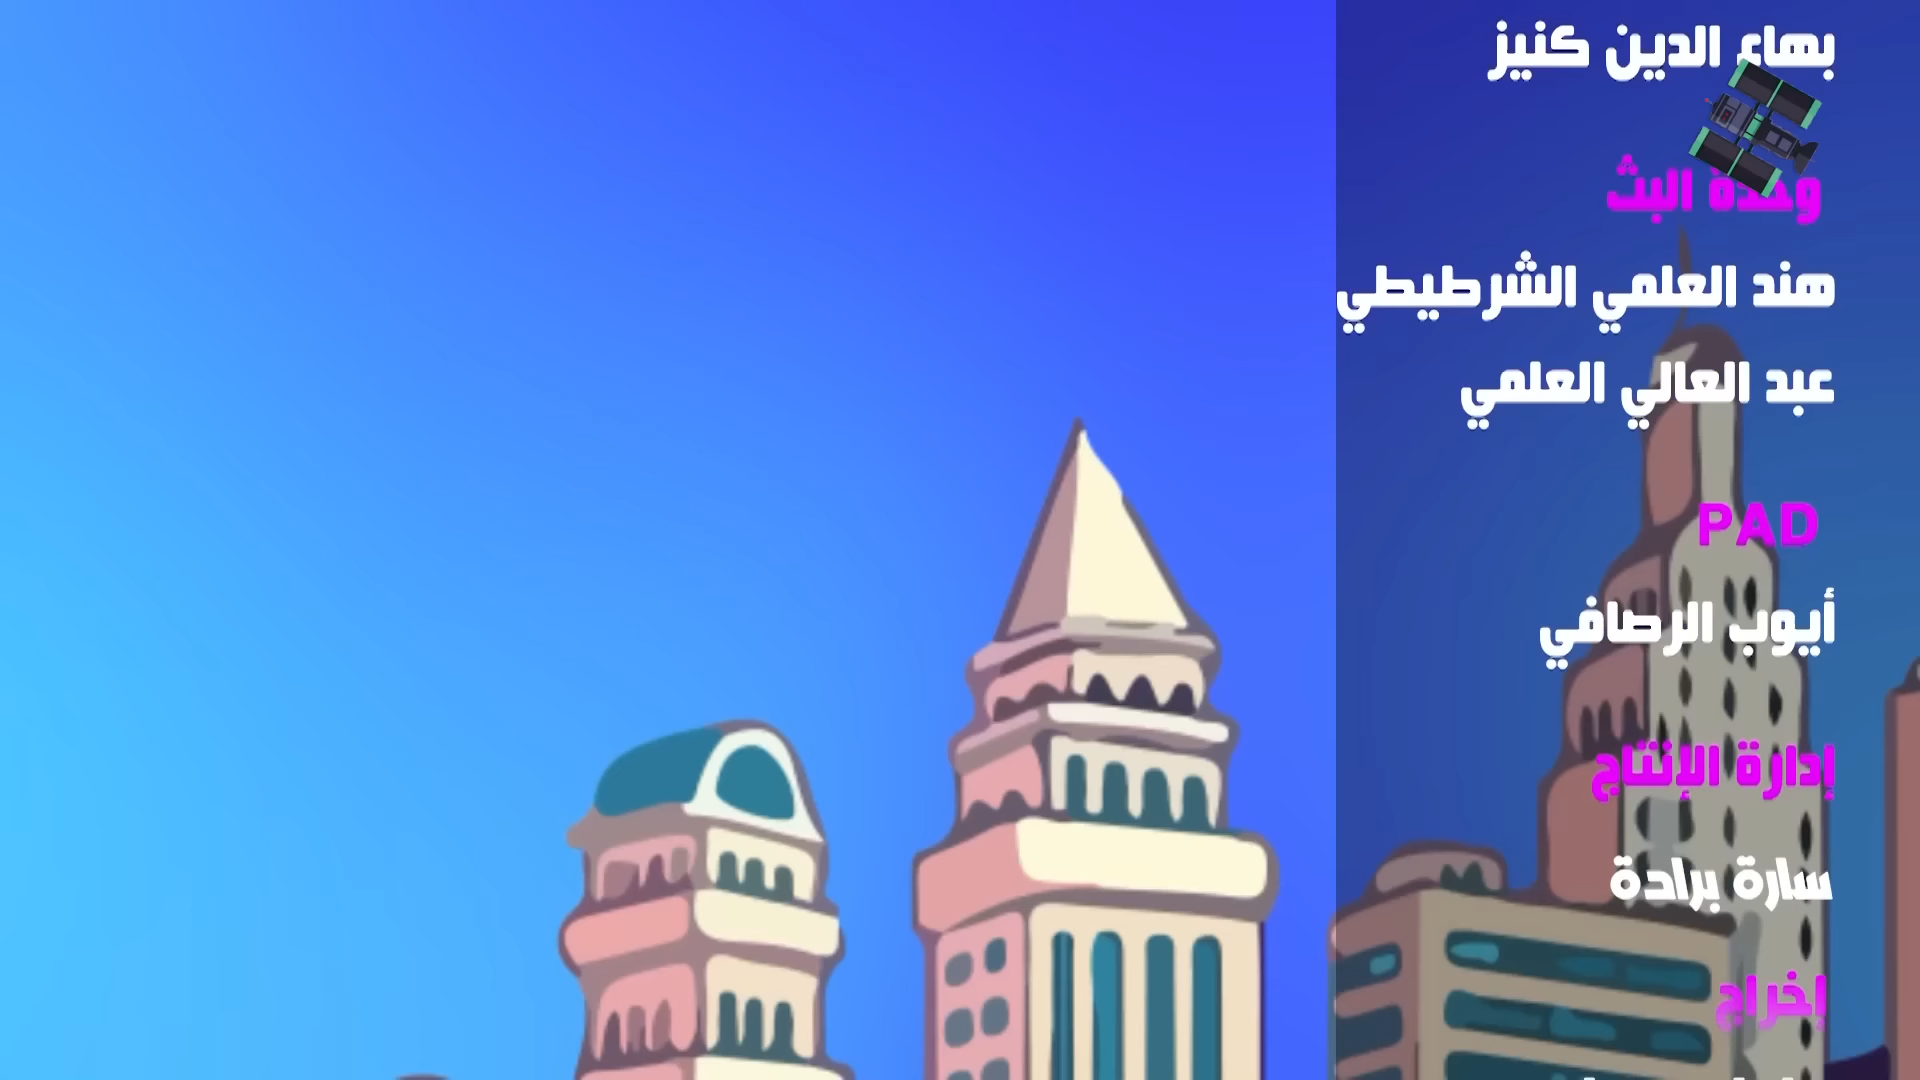 بهاء الدين كنيز
وحدة البث
هند العلمي الشرطيطي
عبد العالي العلمي
PAD
أيوب الرصافي
إدارة الإنتاج
سارة برادة
إخراج